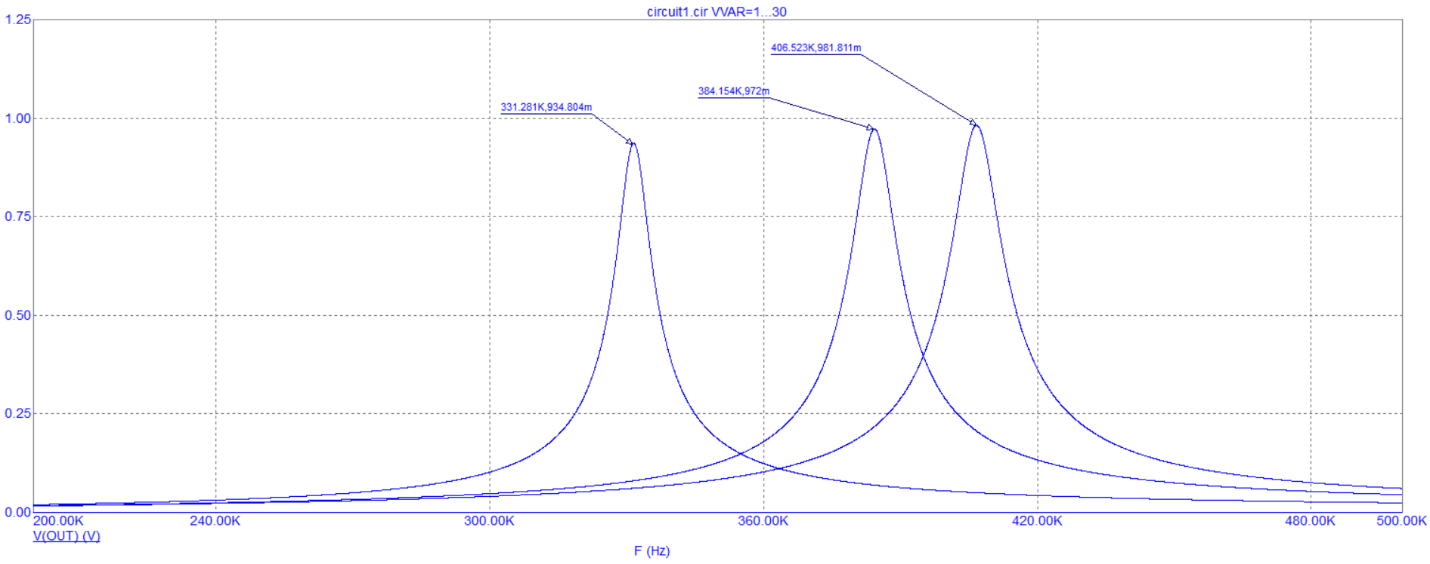 circuit1.cir VVAR=1...30
1.25
406.523K,981.811m
384.154K,972m
331.281K,934.804m
1.00
0.75
0.50
0.25
0.00
200.00K 240.00K 300.00K 360.00K 420.00K 480.00K 500.00K
V(OUT) (V)
F (Hz)